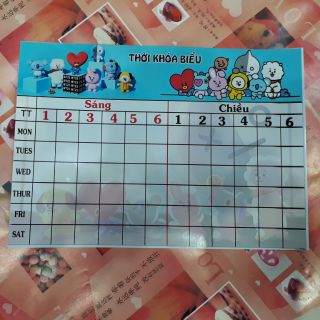 THỜI KHÓA BIỂU
Sáng Chiều
TT 1 2 3 4 5 6 1 2 3 4 5 6
MON
TUES
WED
THUR
FRI
SAT